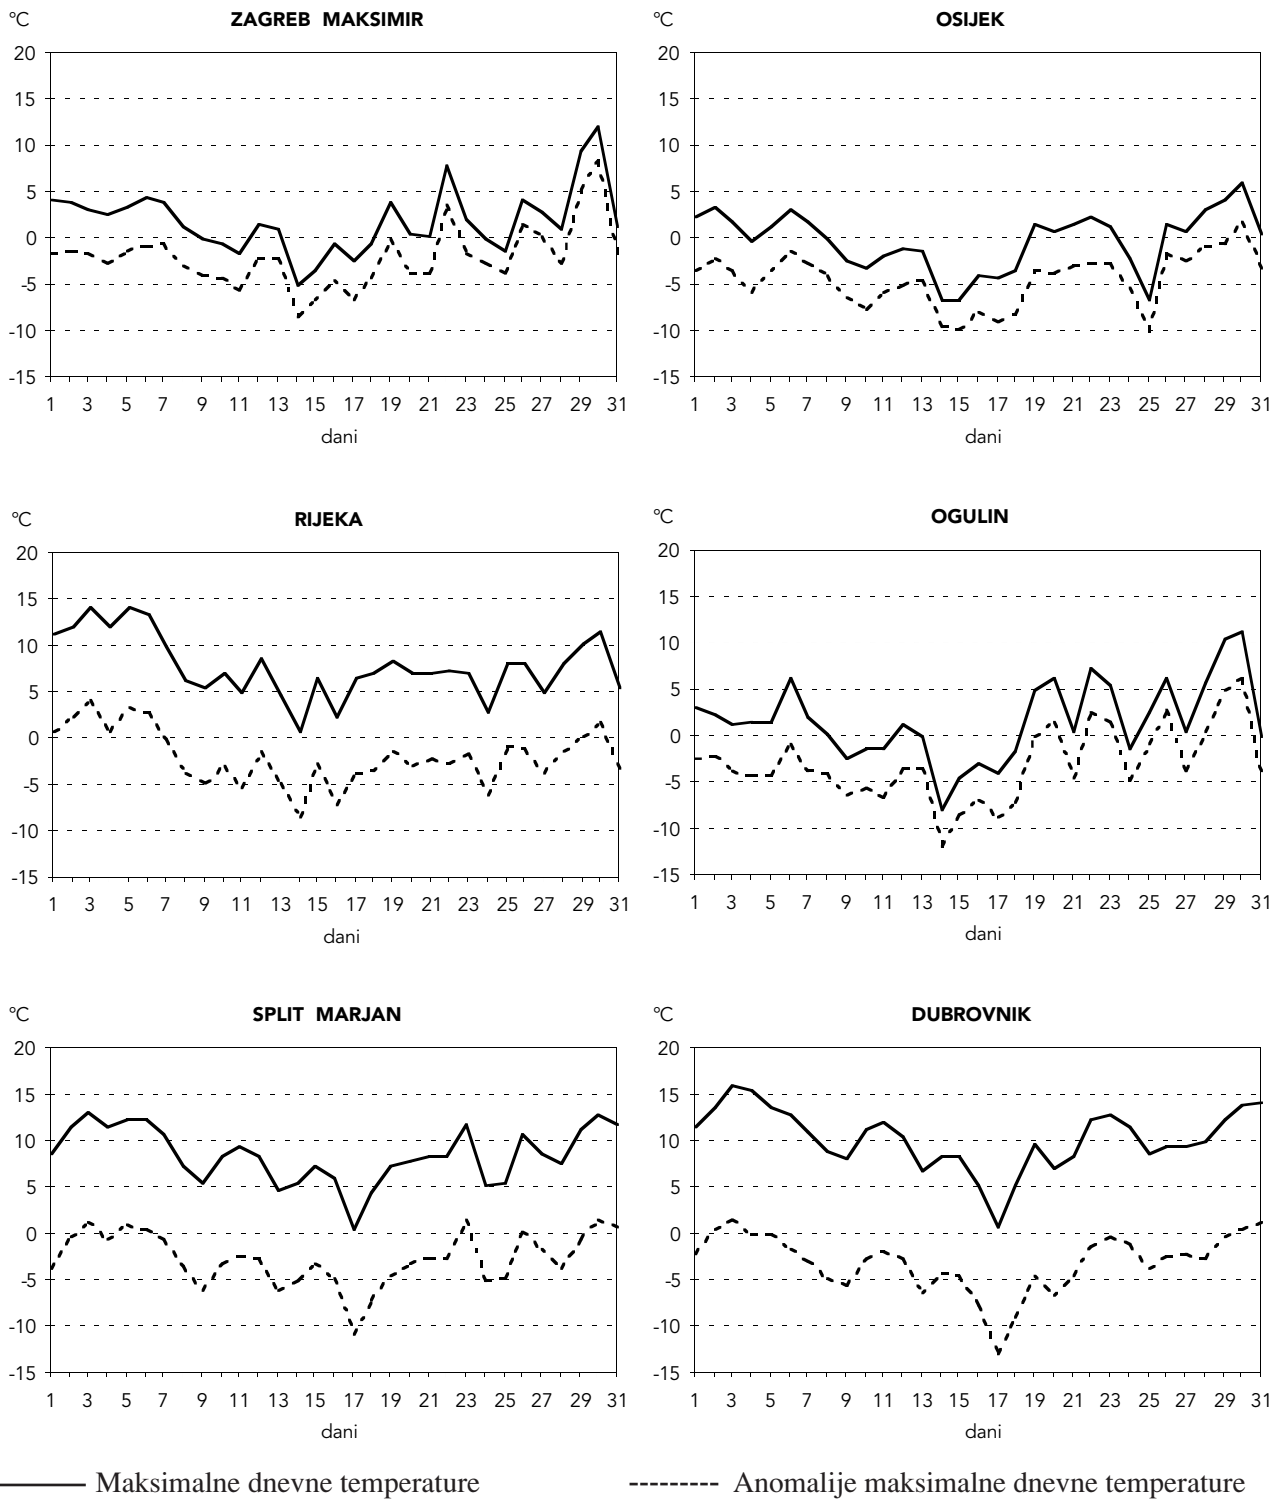 °C ZAGREB MAKSIMIR
20
15
10
5
0
-5
-10
-15
1 3 5 7 9 11 13 15 17 19 21 23 25 27 29 31
dani
°C OSIJEK
20
15
10
5
0
-5
-10
-15
1 3 5 7 9 11 13 15 17 19 21 23 25 27 29 31
dani
°C RIJEKA
20
15
10
5
0
-5
-10
-15
1 3 5 7 9 11 13 15 17 19 21 23 25 27 29 31
dani
°C OGULIN
20
15
10
5
0
-5
-10
-15
1 3 5 7 9 11 13 15 17 19 21 23 25 27 29 31
dani
°C SPLIT MARJAN
20
15
10
5
0
-5
-10
-15
1 3 5 7 9 11 13 15 17 19 21 23 25 27 29 31
dani
°C DUBROVNIK
20
15
10
5
0
-5
-10
-15
1 3 5 7 9 11 13 15 17 19 21 23 25 27 29 31
dani
Maksimalne dnevne temperature
Anomalije maksimalne dnevne temperature